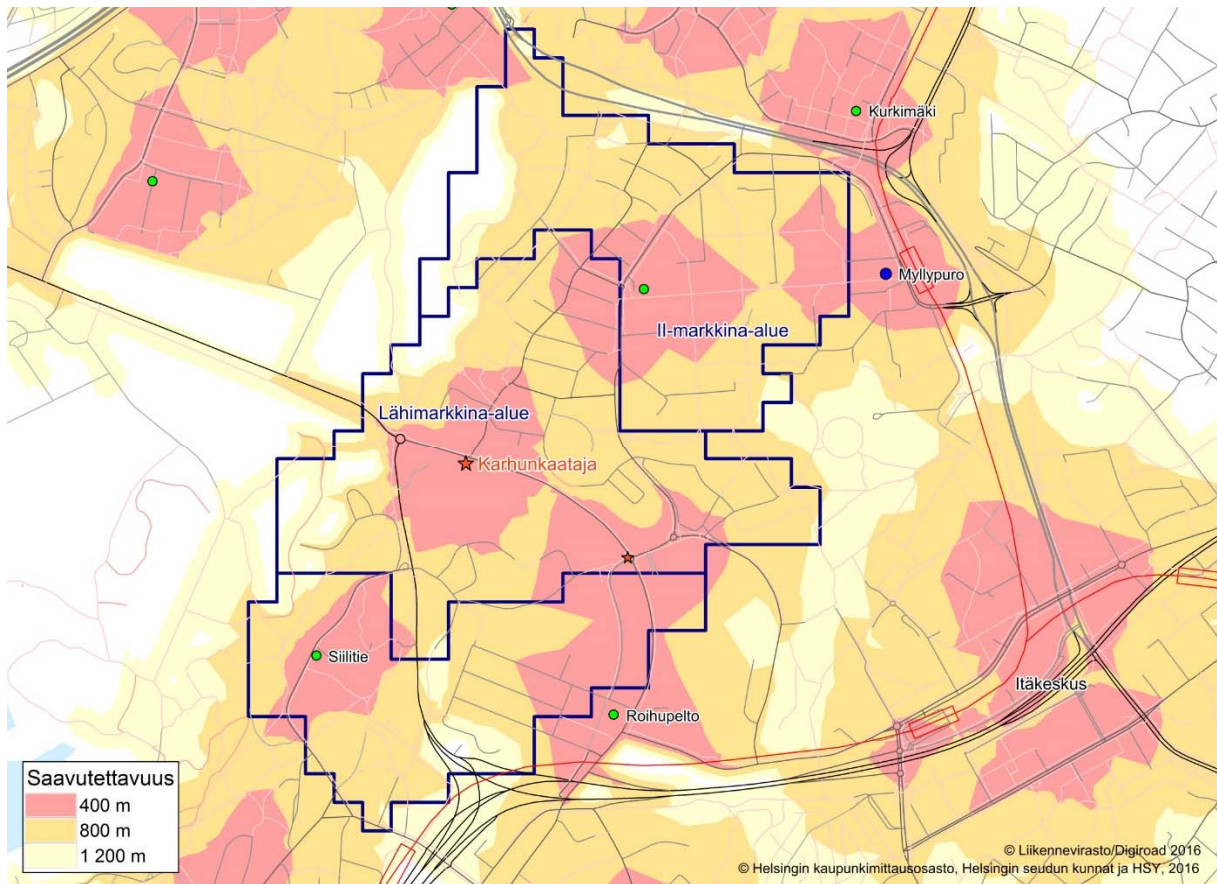 Kurkimäki
Myllypuro
II-markkina-alue
Lähimarkkina-alue
Karhunkaataja
Siilitie
Itäkeskus
Roihupelto
Saavutettavuus
400 m
800 m
1 200 m
© Liikennevirasto/Digiroad 2016
© Helsingin kaupunkimittausosasto, Helsingin seudun kunnat ja HSY, 2016